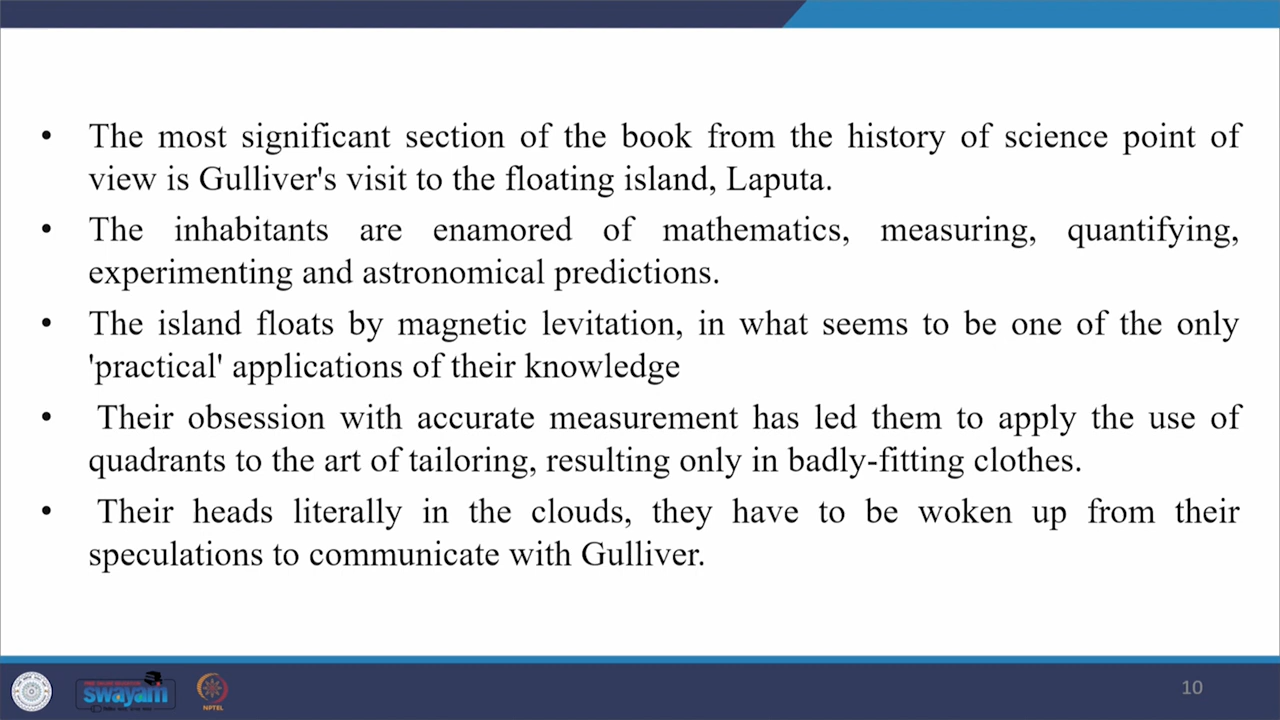 • The most significant section of the book from the history of science point of
view is Gulliver's visit to the floating island, Laputa.
• The inhabitants are enamored of mathematics, measuring, quantifying,
experimenting and astronomical predictions.
• The island floats by magnetic levitation, in what seems to be one of the only
'practical' applications of their knowledge
• Their obsession with accurate measurement has led them to apply the use of
quadrants to the art of tailoring, resulting only in badly-fitting clothes.
• Their heads literally in the clouds, they have to be woken up from their
speculations to communicate with Gulliver.
swayam
NPTEL
10